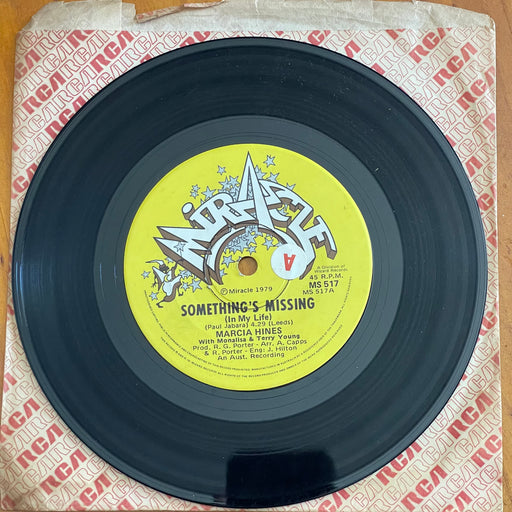 RCA
MIRACLE
A
A Division of
Wizard Records
45 R.P.M.
MS 517
MS 517A
℗ Miracle 1979
SOMETHING'S MISSING
(In My Life)
(Paul Jabara) 4.29 (Leeds)
MARCIA HINES
With Monalisa & Terry Young
Prod. R. G. Porter - Arr. A. Capps
& R. Porter - Eng: J. Hilton
An Aust. Recording